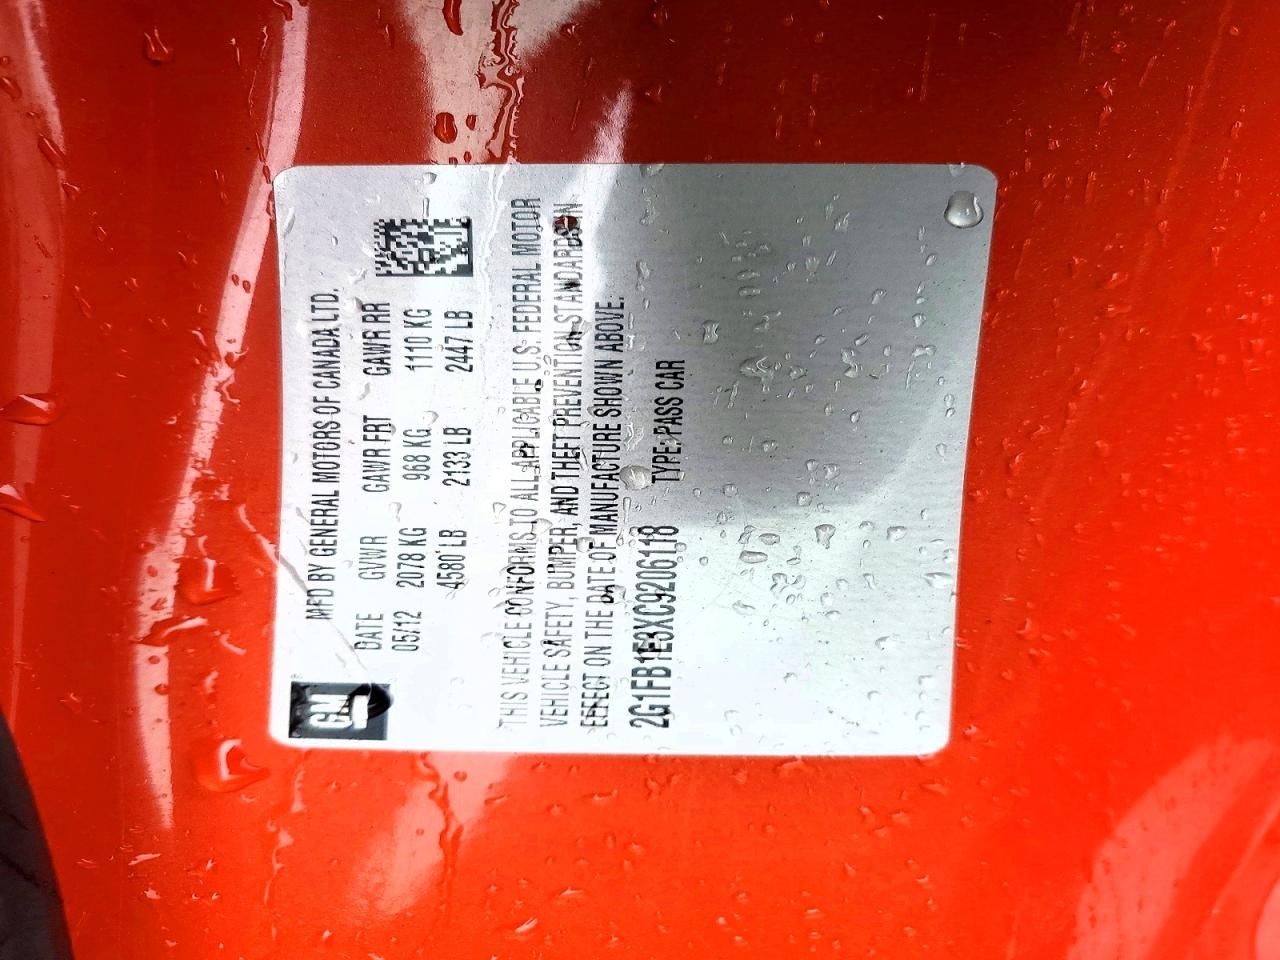 GM
MFD BY GENERAL MOTORS OF CANADA LTD.
DATE GVWR GAWR FRT GAWR RR
05/12 2078 KG 968 KG 1110 KG
4580 LB 2133 LB 2447 LB
THIS VEHICLE CONFORMS TO ALL APPLICABLE U.S. FEDERAL MOTOR
VEHICLE SAFETY, BUMPER, AND THEFT PREVENTION STANDARDS IN
EFFECT ON THE DATE OF MANUFACTURE SHOWN ABOVE.
2G1FB1E3XC9206118 TYPE: PASS CAR